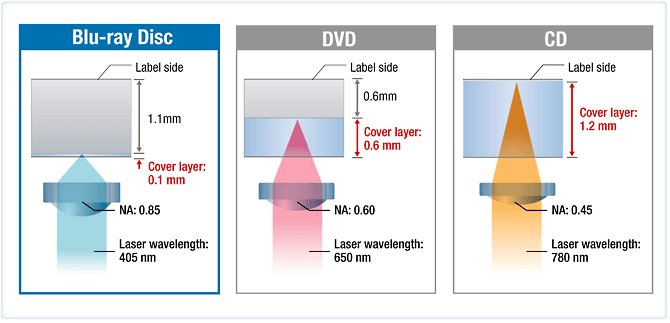 Blu-ray Disc
Label side
1.1mm
Cover layer:
0.1 mm
NA: 0.85
Laser wavelength:
405 nm
DVD
Label side
0.6mm
Cover layer:
0.6 mm
NA: 0.60
Laser wavelength:
650 nm
CD
Label side
Cover layer:
1.2 mm
NA: 0.45
Laser wavelength:
780 nm